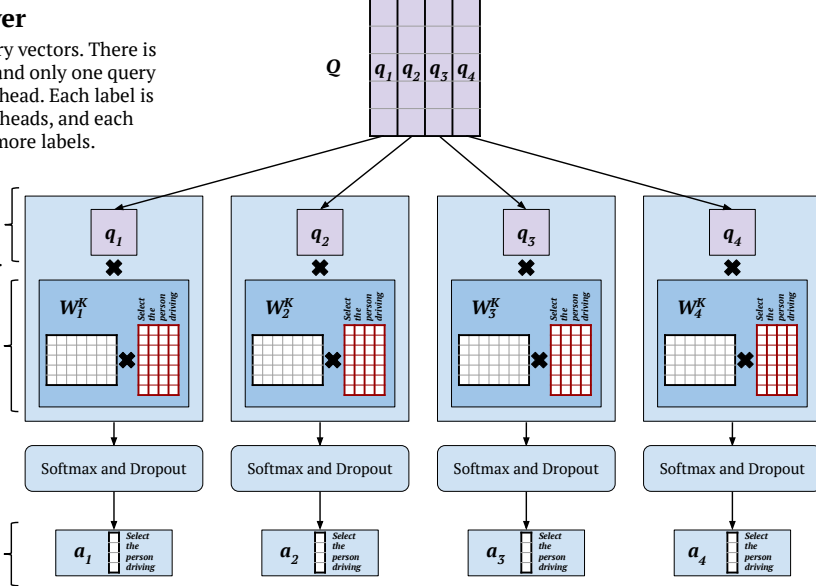 ry vectors. There is
and only one query
head. Each label is
heads, and each
more labels.
Q q1 q2 q3 q4
q1 q2 q3 q4
W1K Select the person driving
W2K Select the person driving
W3K Select the person driving
W4K Select the person driving
Softmax and Dropout Softmax and Dropout Softmax and Dropout Softmax and Dropout
a1 Select the person driving
a2 Select the person driving
a3 Select the person driving
a4 Select the person driving